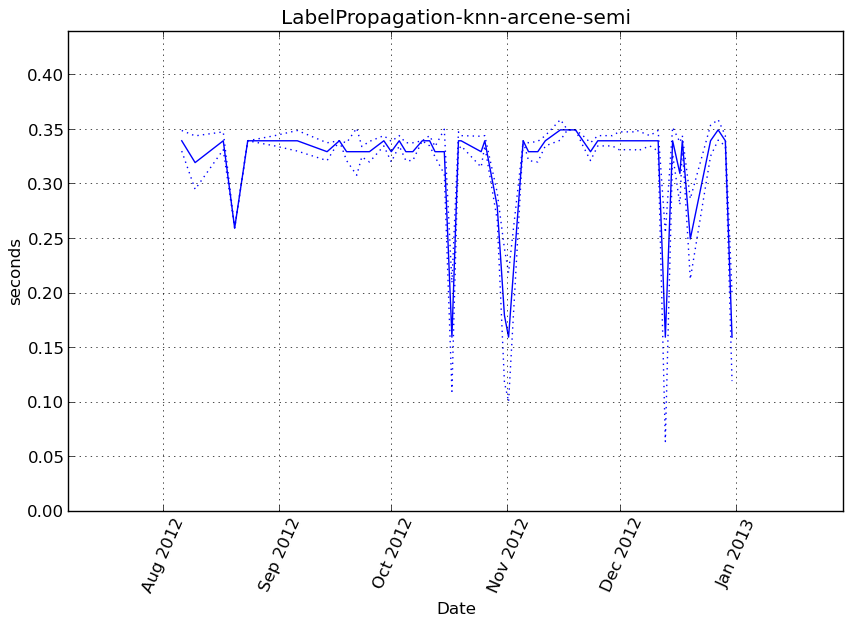 LabelPropagation-knn-arcene-semi
seconds
0.40
0.35
0.30
0.25
0.20
0.15
0.10
0.05
0.00
Aug 2012
Sep 2012
Oct 2012
Nov 2012
Dec 2012
Jan 2013
Date